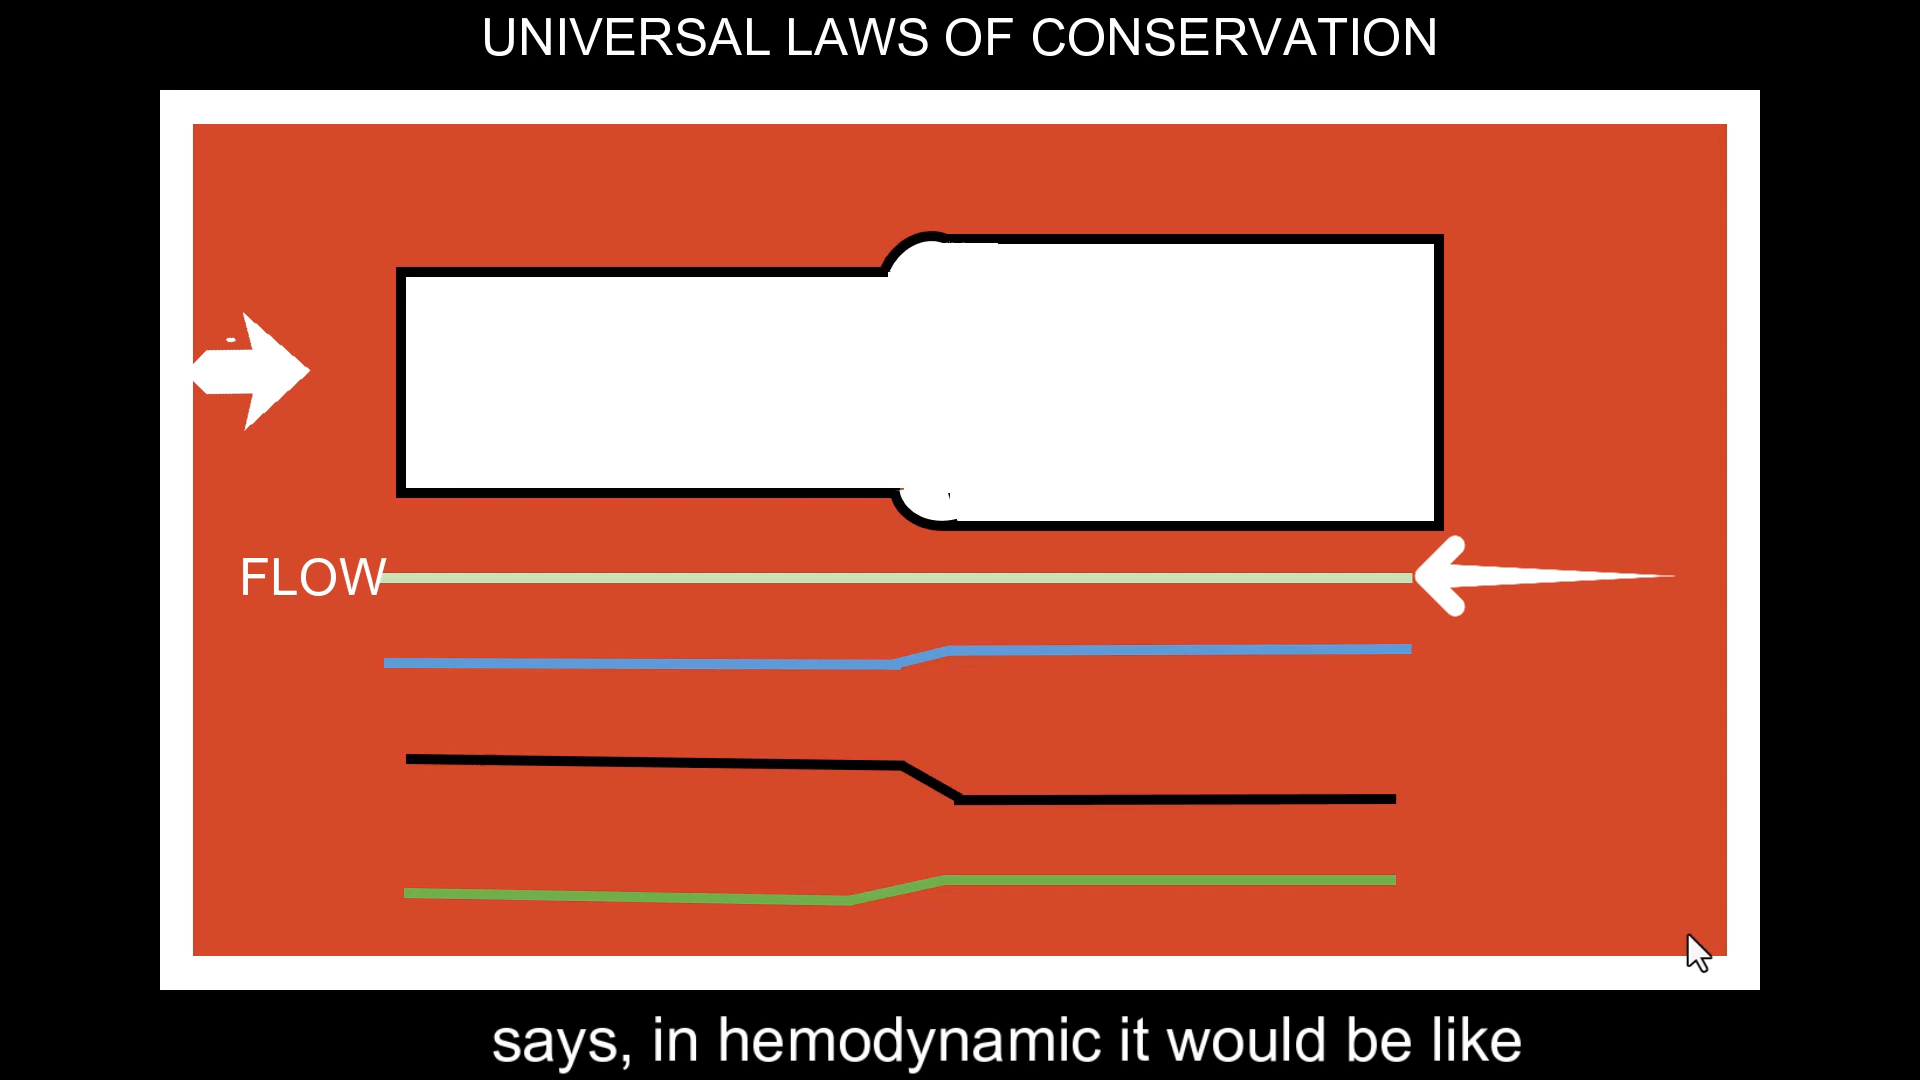 UNIVERSAL LAWS OF CONSERVATION
FLOW
says, in hemodynamic it would be like